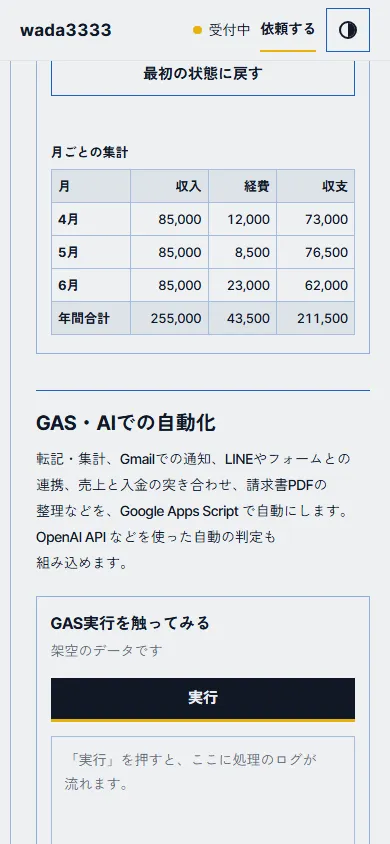 wada3333
受付中 依頼する
最初の状態に戻す
月ごとの集計
月 収入 経費 収支
4月 85,000 12,000 73,000
5月 85,000 8,500 76,500
6月 85,000 23,000 62,000
年間合計 255,000 43,500 211,500
GAS・AIでの自動化
転記・集計、Gmailでの通知、LINEやフォームとの
連携、売上と入金の突き合わせ、請求書PDFの
整理などを、Google Apps Script で自動にします。
OpenAI API などを使った自動の判定も
組み込めます。
GAS実行を触ってみる
架空のデータです
実行
「実行」を押すと、ここに処理のログが
流れます。